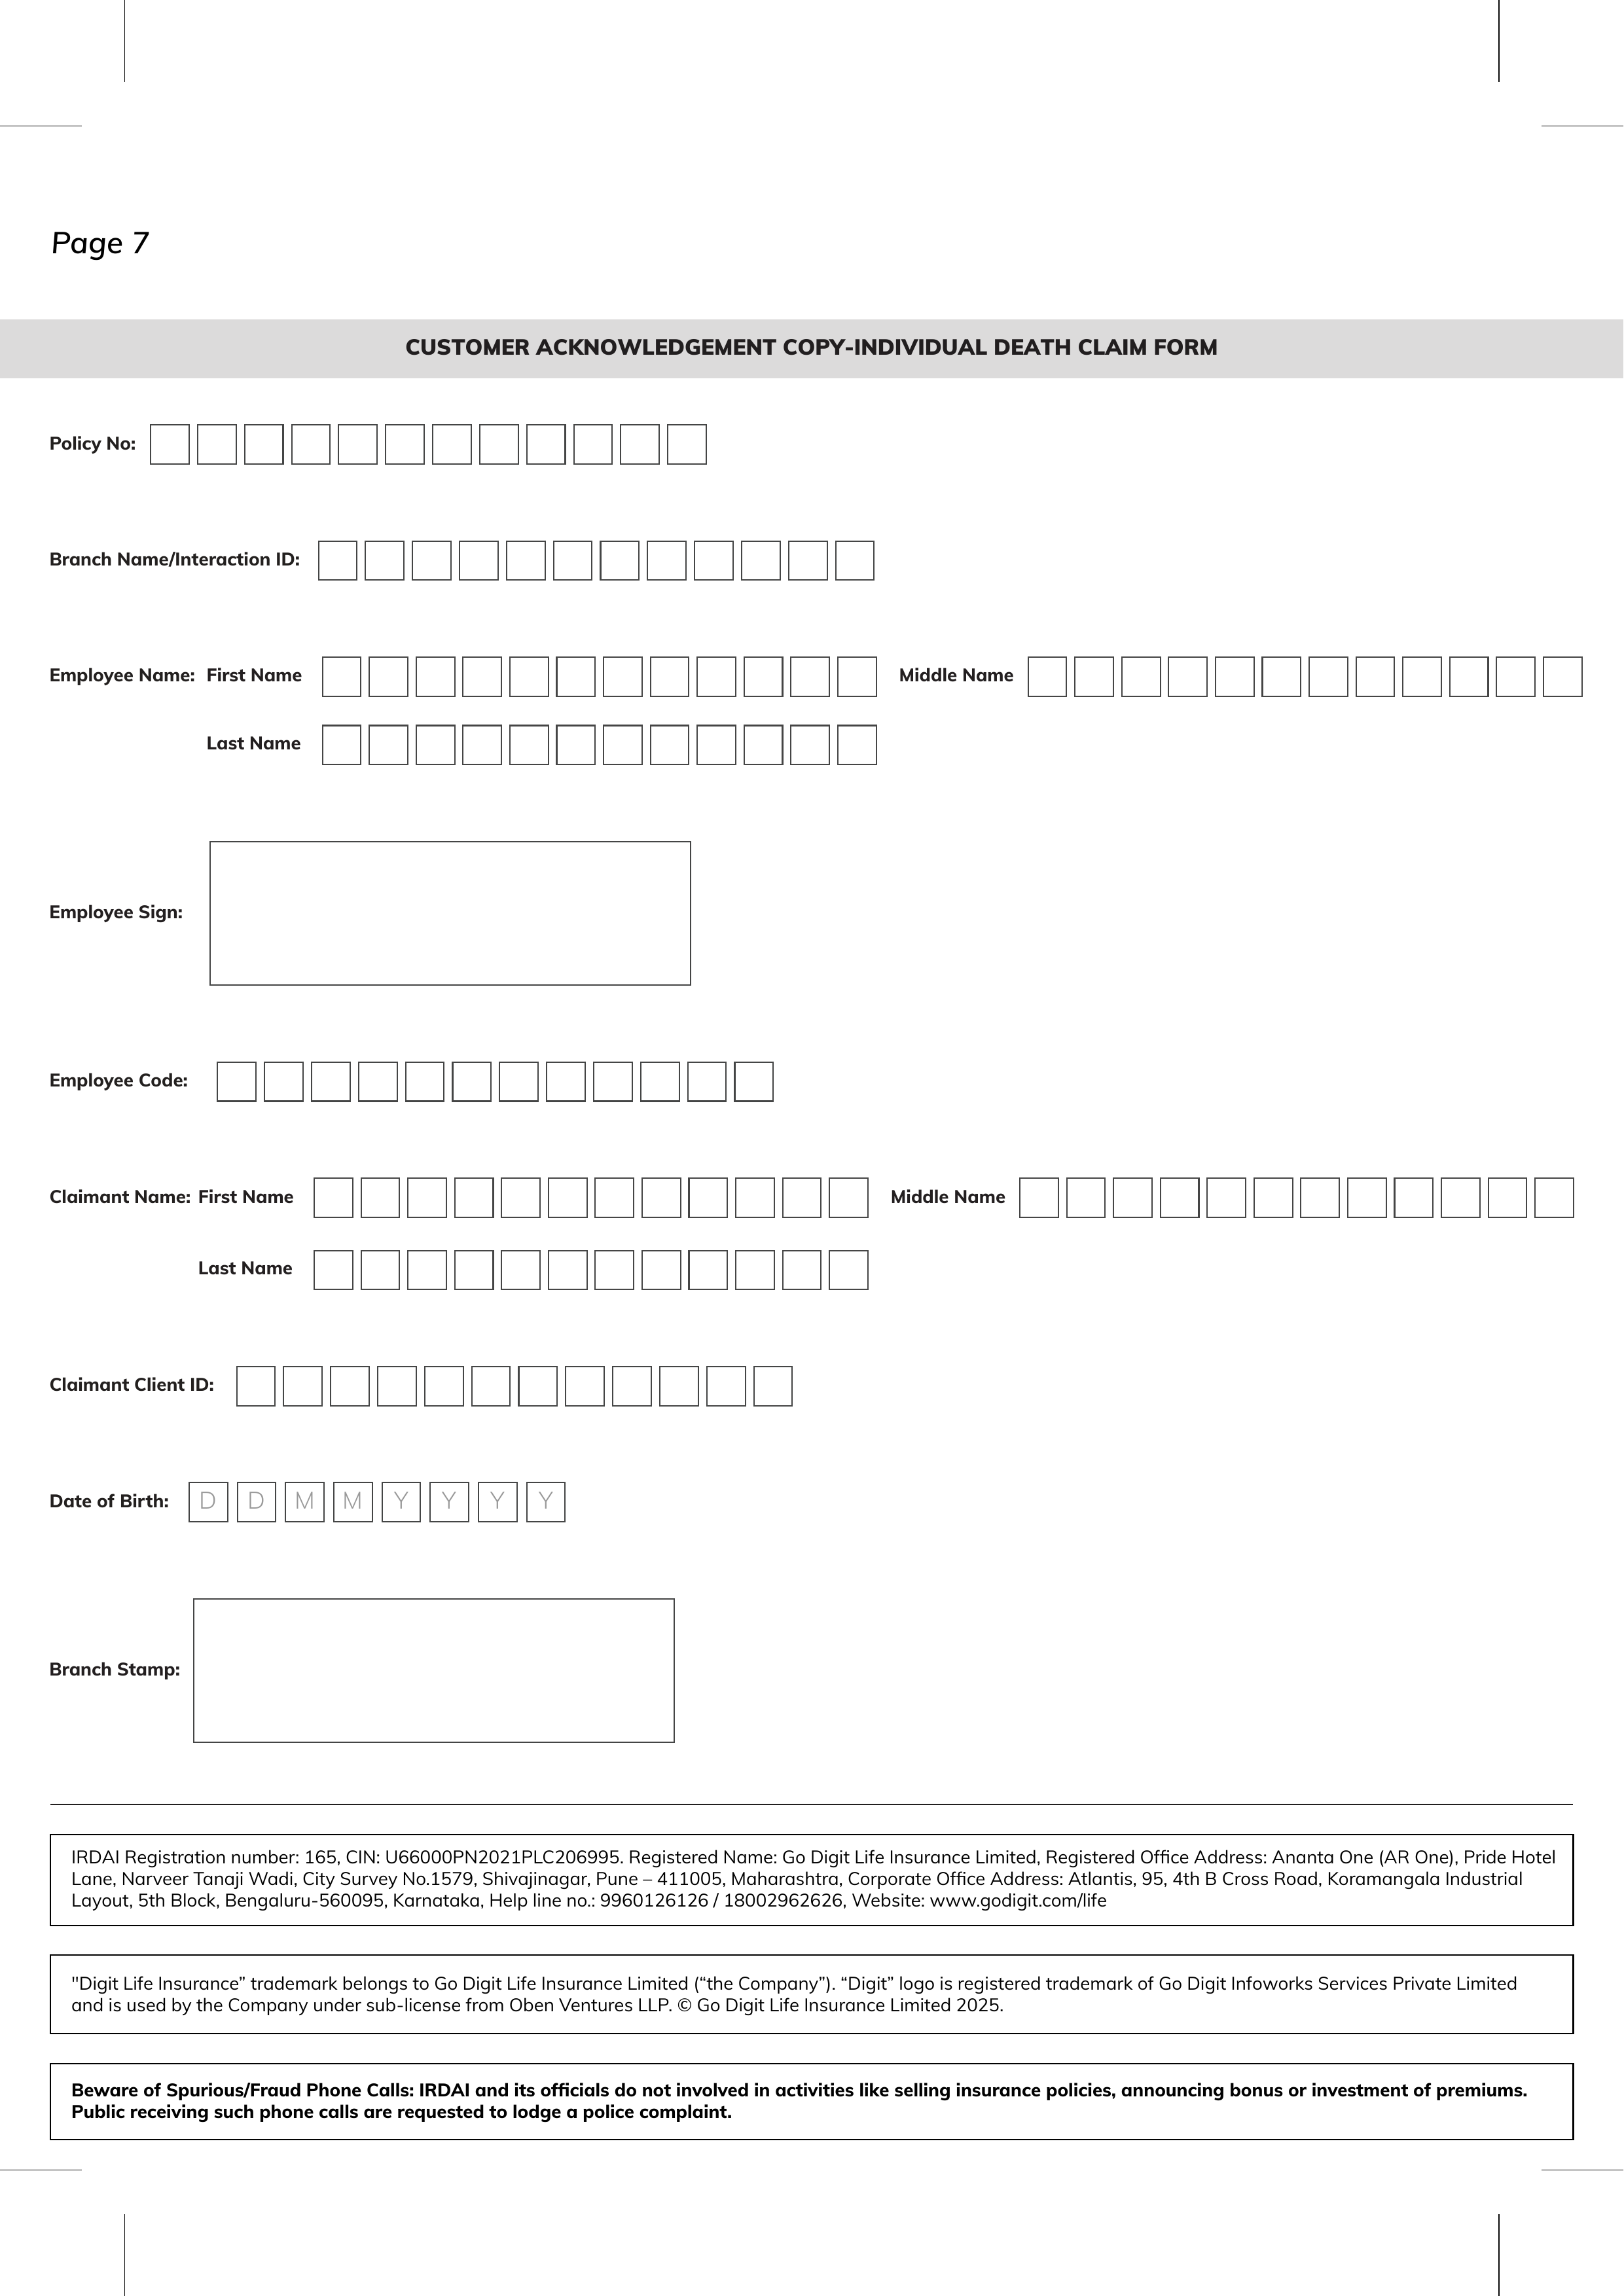 Page 7
CUSTOMER ACKNOWLEDGEMENT COPY-INDIVIDUAL DEATH CLAIM FORM
Policy No:
Branch Name/Interaction ID:
Employee Name: First Name Middle Name
Last Name
Employee Sign:
Employee Code:
Claimant Name: First Name Middle Name
Last Name
Claimant Client ID:
Date of Birth: D D M M Y Y Y Y
Branch Stamp:
IRDAI Registration number: 165, CIN: U66000PN2021PLC206995. Registered Name: Go Digit Life Insurance Limited, Registered Office Address: Ananta One (AR One), Pride Hotel
Lane, Narveer Tanaji Wadi, City Survey No.1579, Shivajinagar, Pune – 411005, Maharashtra, Corporate Office Address: Atlantis, 95, 4th B Cross Road, Koramangala Industrial
Layout, 5th Block, Bengaluru-560095, Karnataka, Help line no.: 9960126126 / 18002962626, Website: www.godigit.com/life
"Digit Life Insurance” trademark belongs to Go Digit Life Insurance Limited (“the Company”). “Digit” logo is registered trademark of Go Digit Infoworks Services Private Limited
and is used by the Company under sub-license from Oben Ventures LLP. © Go Digit Life Insurance Limited 2025.
Beware of Spurious/Fraud Phone Calls: IRDAI and its officials do not involved in activities like selling insurance policies, announcing bonus or investment of premiums.
Public receiving such phone calls are requested to lodge a police complaint.